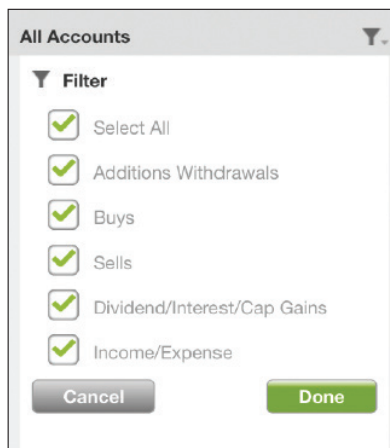 All Accounts
Filter
Select All
Additions Withdrawals
Buys
Sells
Dividend/Interest/Cap Gains
Income/Expense
Cancel Done